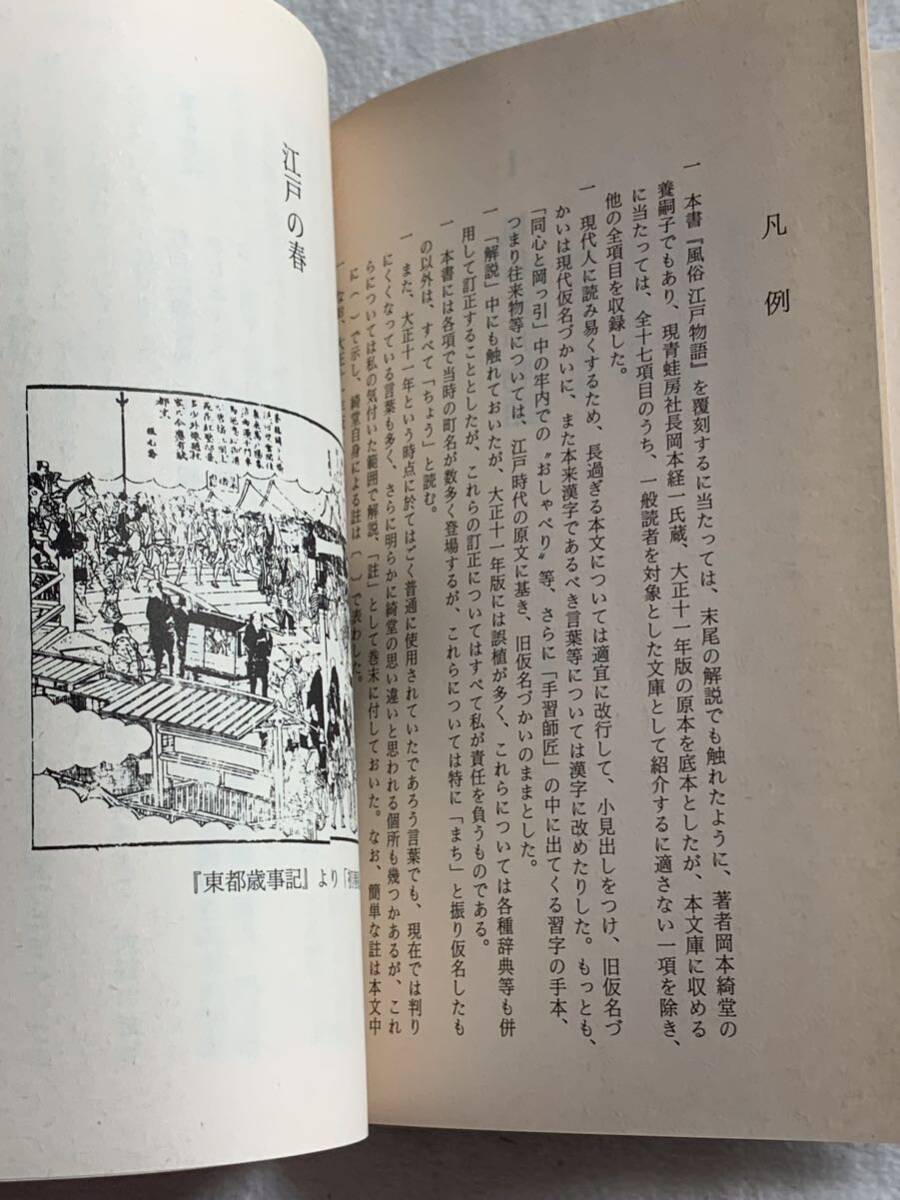 凡例
一 本書『風俗 江戸物語』を覆刻するに当たっては、末尾の解説でも触れたように、著者岡本綺堂の
養嗣子でもあり、現青蛙房社長岡本経一氏蔵、大正十一年版の原本を底本としたが、本文庫に収める
に当たっては、全十七項目のうち、一般読者を対象とした文庫として紹介するに適さない一項を除き、
他の全項目を収録した。
一 現代人に読み易くするため、長過ぎる本文については適宜に改行して、小見出しをつけ、旧仮名づ
かいは現代仮名づかいに、また本来漢字であるべき言葉等については漢字に改めたりした。もっとも、
「同心と岡っ引」中の牢内での〝おしゃべり〟等、さらに「手習師匠」の中に出てくる習字の手本、
つまり往来物等については、江戸時代の原文に基き、旧仮名づかいのままとした。
一 「解説」中にも触れておいたが、大正十一年版には誤植が多く、これらについては各種辞典等も併
用して訂正することとしたが、これらの訂正についてはすべて私が責任を負うものである。
一 本書には各項で当時の町名が数多く登場するが、これらについては特に「まち」と振り仮名したも
の以外は、すべて「ちょう」と読む。
一 また、大正十一年という時点に於てはごく普通に使用されていたであろう言葉でも、現在では判り
にくくなっている言葉も多く、さらに明らかに綺堂の思い違いと思われる個所も幾つかあるが、これ
らについては私の気付いた範囲で解説、「註」として巻末に付しておいた。なお、簡単な註は本文中
に( )で示し、綺堂自身による註は〔 〕で表わした。
一 なお、大正十一年
江戸の春
『東都歳事記』より「初